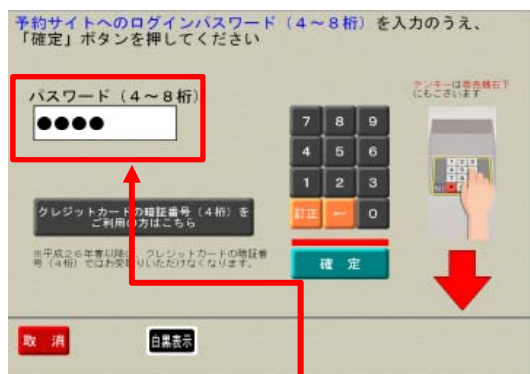 予約サイトへのログインパスワード（4～8桁）を入力のうえ、
「確定」ボタンを押してください
テンキーは券売機右下
にもございます
パスワード（4～8桁）
●●●●
7 8 9
4 5 6
1 2 3
訂正 ← 0
クレジットカードの暗証番号（4桁）を
ご利用の方はこちら
※平成26年春以降は、クレジットカードの暗証番
号（4桁）ではお受取りいただけなくなります。
確定
取消
白黒表示